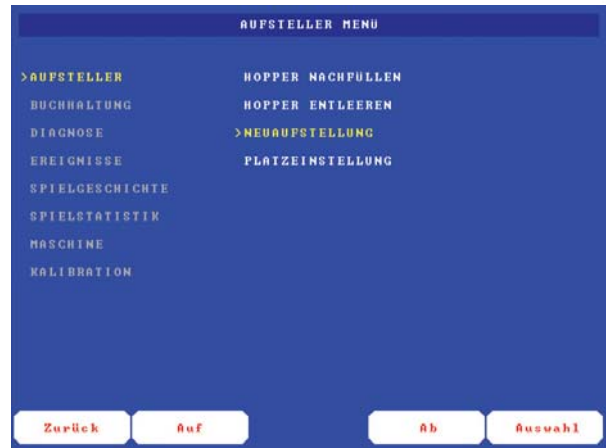 AUFSTELLER MENÜ
>AUFSTELLER
BUCHHALTUNG
DIAGNOSE
EREIGNISSE
SPIELGESCHICHTE
SPIELSTATISTIK
MASCHINE
KALIBRATION
HOPPER NACHFÜLLEN
HOPPER ENTLEEREN
>NEUAUFSTELLUNG
PLATZEINSTELLUNG
Zurück
Auf
Ab
Auswahl